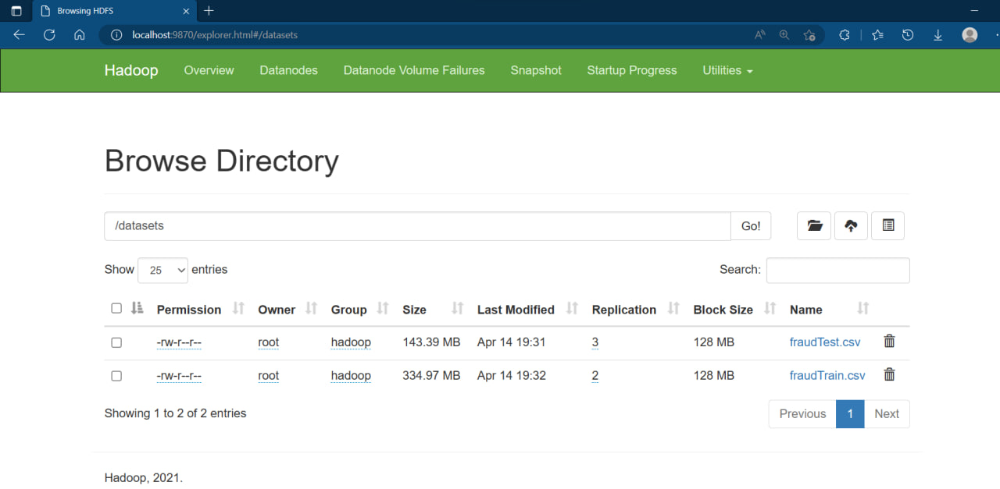 Browsing HDFS
localhost:9870/explorer.html#/datasets
Hadoop Overview Datanodes Datanode Volume Failures Snapshot Startup Progress Utilities
Browse Directory
/datasets Go!
Show 25 entries Search:
Permission Owner Group Size Last Modified Replication Block Size Name
-rw-r--r-- root hadoop 143.39 MB Apr 14 19:31 3 128 MB fraudTest.csv
-rw-r--r-- root hadoop 334.97 MB Apr 14 19:32 2 128 MB fraudTrain.csv
Showing 1 to 2 of 2 entries Previous 1 Next
Hadoop, 2021.